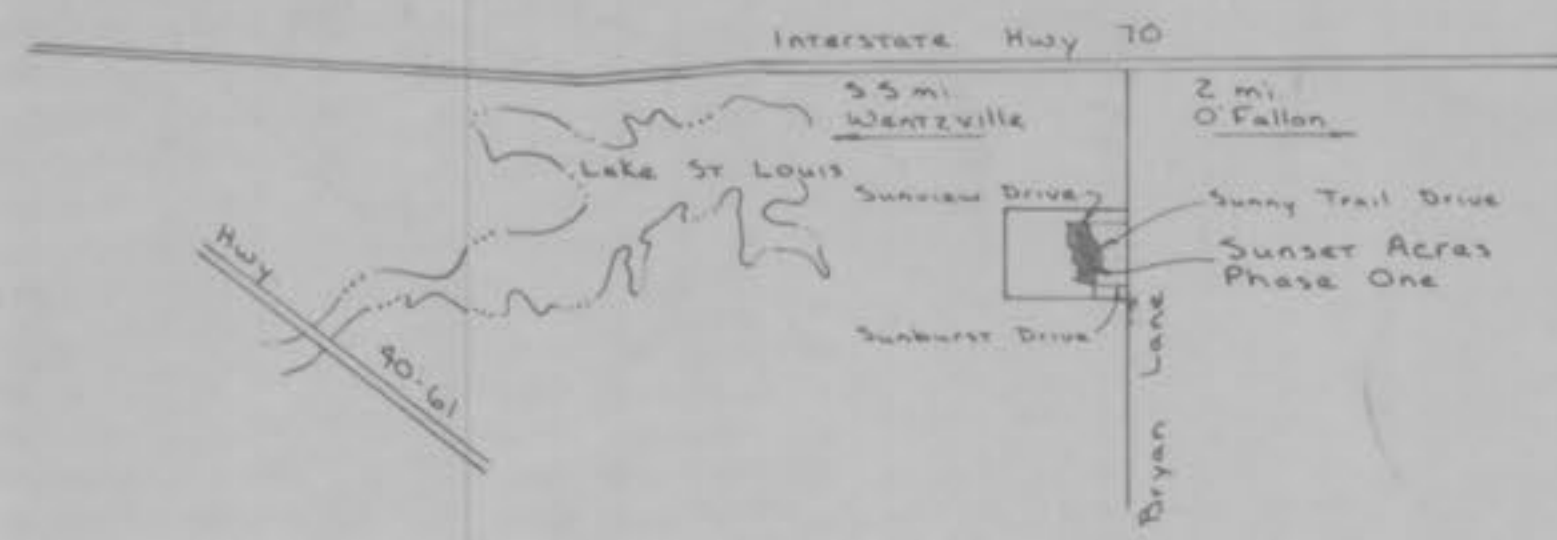 Interstate Hwy 70
5.5 mi.
Wentzville
2 mi.
O'Fallon
Lake St Louis
Sunview Drive
Sunny Trail Drive
Sunset Acres
Phase One
Sunburst Drive
Hwy
40-61
Bryan Lane